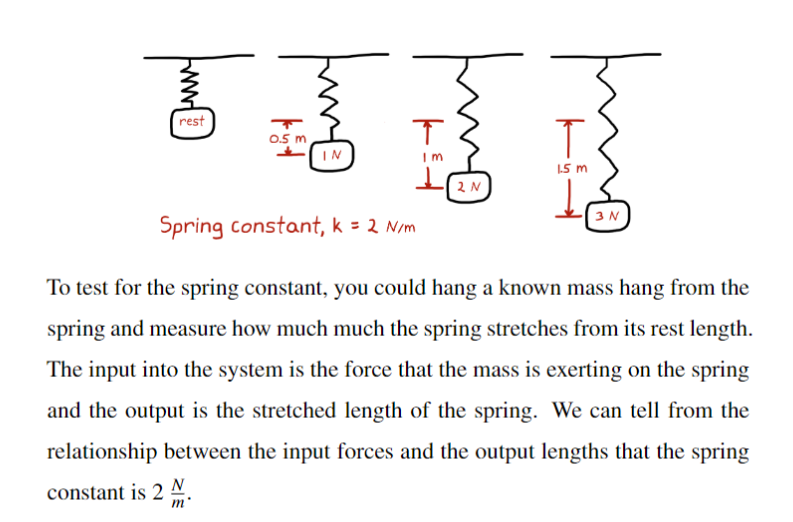 rest
0.5 m
1 N
1 m
2 N
1.5 m
3 N
Spring constant, k = 2 N/m
To test for the spring constant, you could hang a known mass hang from the
spring and measure how much much the spring stretches from its rest length.
The input into the system is the force that the mass is exerting on the spring
and the output is the stretched length of the spring. We can tell from the
relationship between the input forces and the output lengths that the spring
constant is 2 N/m.